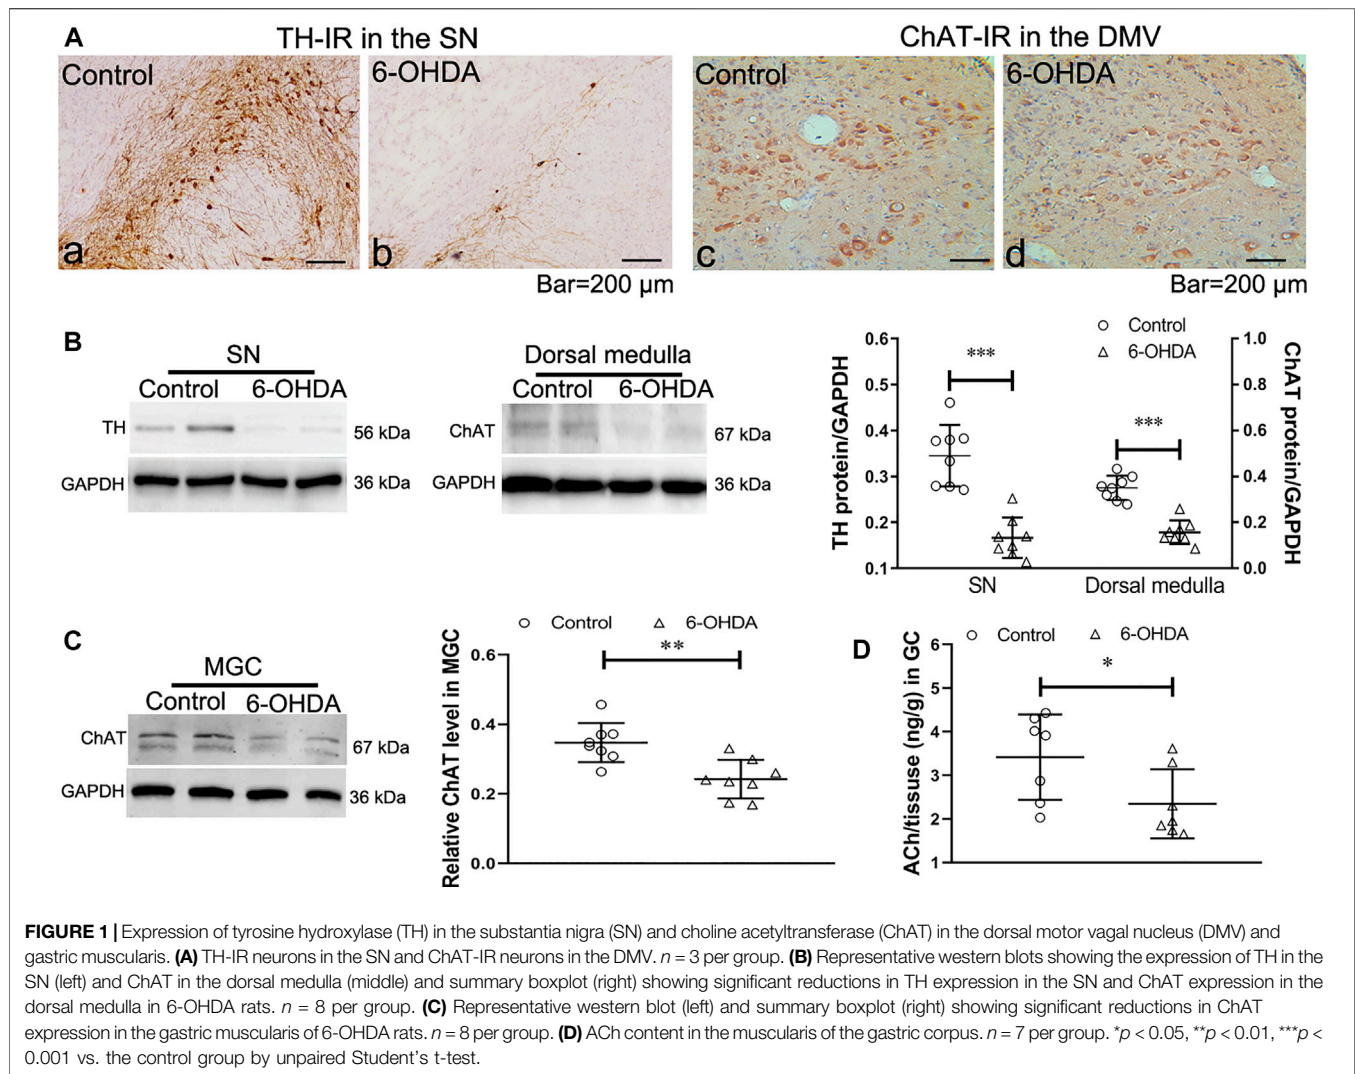 A
TH-IR in the SN
ChAT-IR in the DMV
Control
6-OHDA
Control
6-OHDA
a
b
c
d
Bar=200 µm
Bar=200 µm
B
SN
Control 6-OHDA
TH
56 kDa
GAPDH
36 kDa
Dorsal medulla
Control 6-OHDA
ChAT
67 kDa
GAPDH
36 kDa
Control
6-OHDA
TH protein/GAPDH
0.6
0.5
0.4
0.3
0.2
0.1
***
***
SN
Dorsal medulla
1.0
0.8
0.6
0.4
0.2
0.0
ChAT protein/GAPDH
C
MGC
Control 6-OHDA
ChAT
67 kDa
GAPDH
36 kDa
Control
6-OHDA
Relative ChAT level in MGC
0.6
0.4
0.2
0.0
**
D
Control
6-OHDA
ACh/tissuse (ng/g) in GC
6
5
4
3
2
1
*
FIGURE 1 | Expression of tyrosine hydroxylase (TH) in the substantia nigra (SN) and choline acetyltransferase (ChAT) in the dorsal motor vagal nucleus (DMV) and
gastric muscularis. (A) TH-IR neurons in the SN and ChAT-IR neurons in the DMV. n = 3 per group. (B) Representative western blots showing the expression of TH in the
SN (left) and ChAT in the dorsal medulla (middle) and summary boxplot (right) showing significant reductions in TH expression in the SN and ChAT expression in the
dorsal medulla in 6-OHDA rats. n = 8 per group. (C) Representative western blot (left) and summary boxplot (right) showing significant reductions in ChAT
expression in the gastric muscularis of 6-OHDA rats. n = 8 per group. (D) ACh content in the muscularis of the gastric corpus. n = 7 per group. *p < 0.05, **p < 0.01, ***p <
0.001 vs. the control group by unpaired Student's t-test.